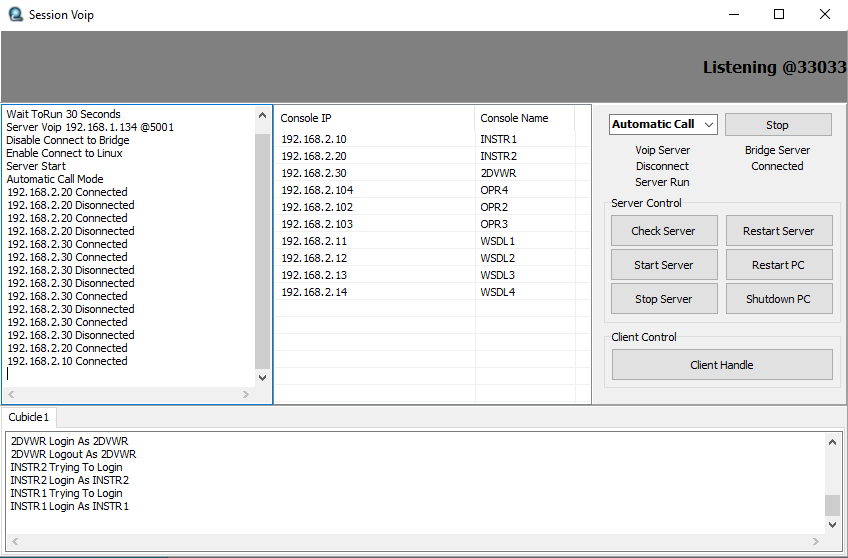 Session Voip
Listening @33033
Wait ToRun 30 Seconds
Server Voip 192.168.1.134 @5001
Disable Connect to Bridge
Enable Connect to Linux
Server Start
Automatic Call Mode
192.168.2.20 Connected
192.168.2.20 Disonnected
192.168.2.20 Connected
192.168.2.20 Disonnected
192.168.2.30 Connected
192.168.2.30 Connected
192.168.2.30 Disonnected
192.168.2.30 Disonnected
192.168.2.30 Connected
192.168.2.30 Disonnected
192.168.2.30 Connected
192.168.2.30 Disonnected
192.168.2.20 Connected
192.168.2.10 Connected
Console IP Console Name
192.168.2.10 INSTR1
192.168.2.20 INSTR2
192.168.2.30 2DVWR
192.168.2.104 OPR4
192.168.2.102 OPR2
192.168.2.103 OPR3
192.168.2.11 WSDL1
192.168.2.12 WSDL2
192.168.2.13 WSDL3
192.168.2.14 WSDL4
Automatic Call Stop
Voip Server Bridge Server
Disconnect Connected
Server Run
Server Control
Check Server Restart Server
Start Server Restart PC
Stop Server Shutdown PC
Client Control
Client Handle
Cubicle1
2DVWR Login As 2DVWR
2DVWR Logout As 2DVWR
INSTR2 Trying To Login
INSTR2 Login As INSTR2
INSTR1 Trying To Login
INSTR1 Login As INSTR1